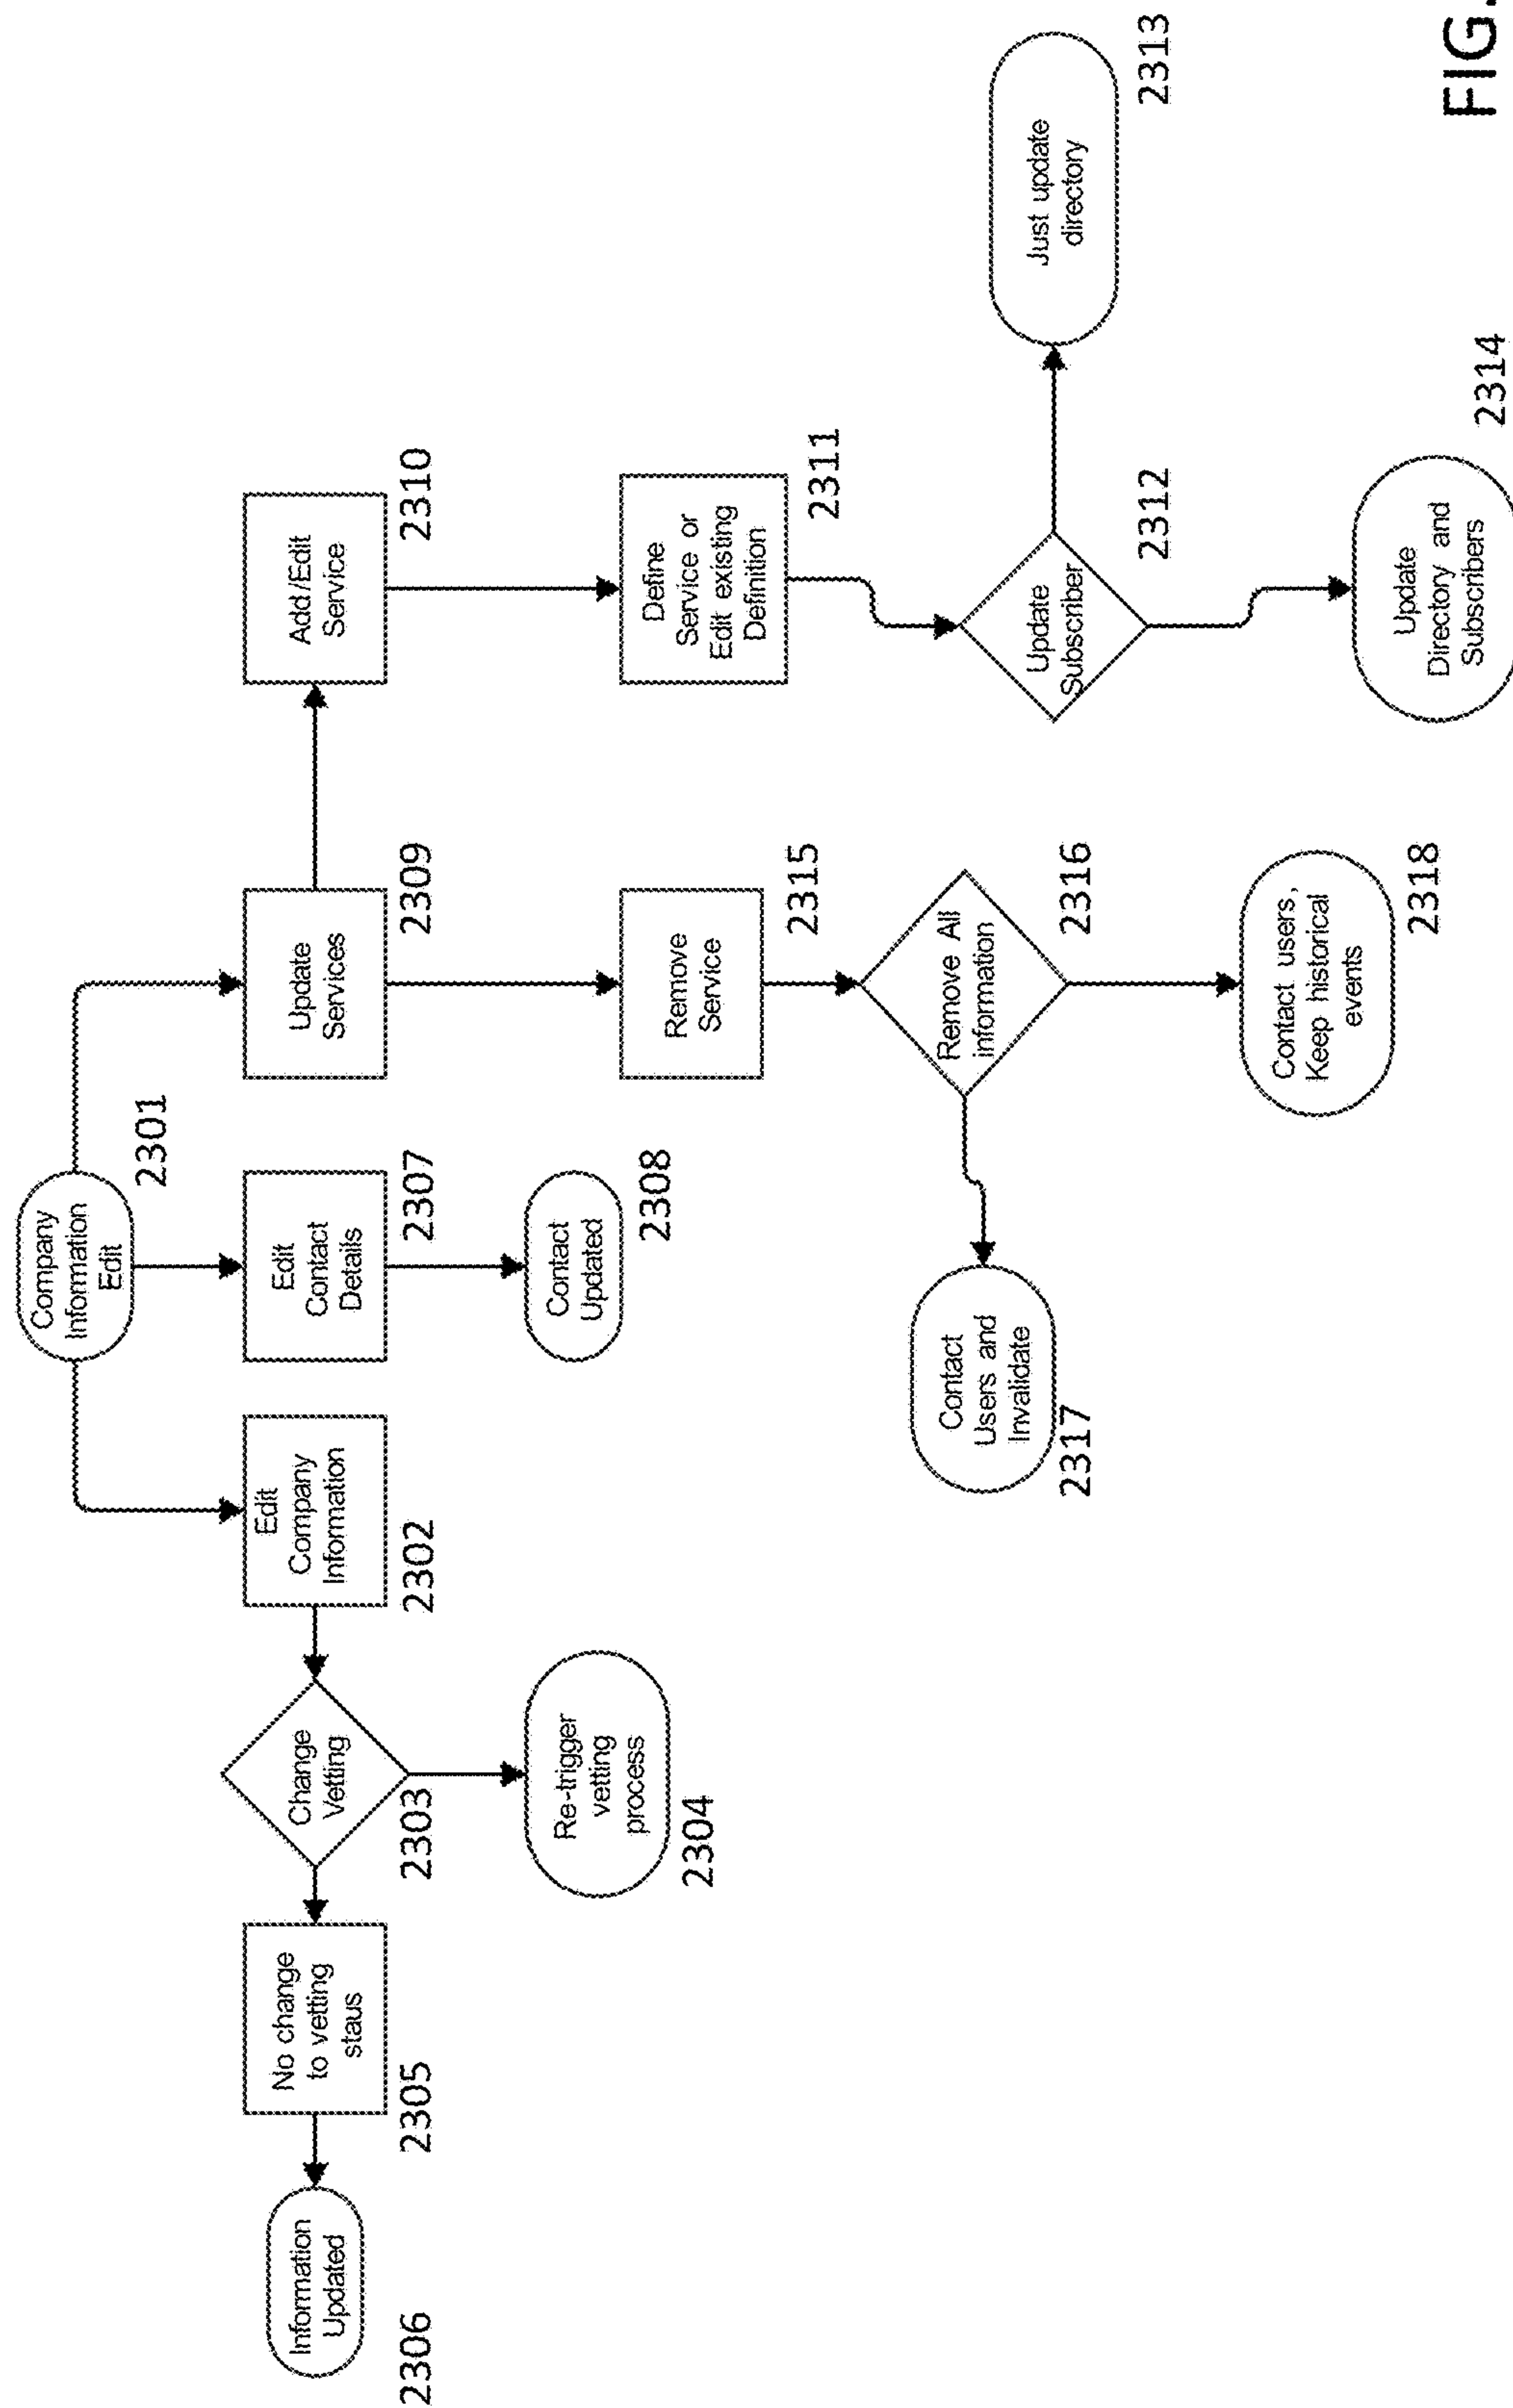 Company
Information
Edit
2301
Information
Updated
2306
No change
to vetting
staus
2305
Change
Vetting
2303
Edit
Company
Information
2302
Edit
Contact
Details
2307
Update
Services
2309
Add/Edit
Service
2310
Re-trigger
vetting
process
2304
Contact
Updated
2308
Remove
Service
2315
Define
Service or
Edit existing
Definition
2311
Contact
Users and
Invalidate
2317
Remove All
information
2316
Update
Subscriber
2312
Just update
directory
2313
Contact users,
Keep historical
events
2318
Update
Directory and
Subscribers
2314
FIG.